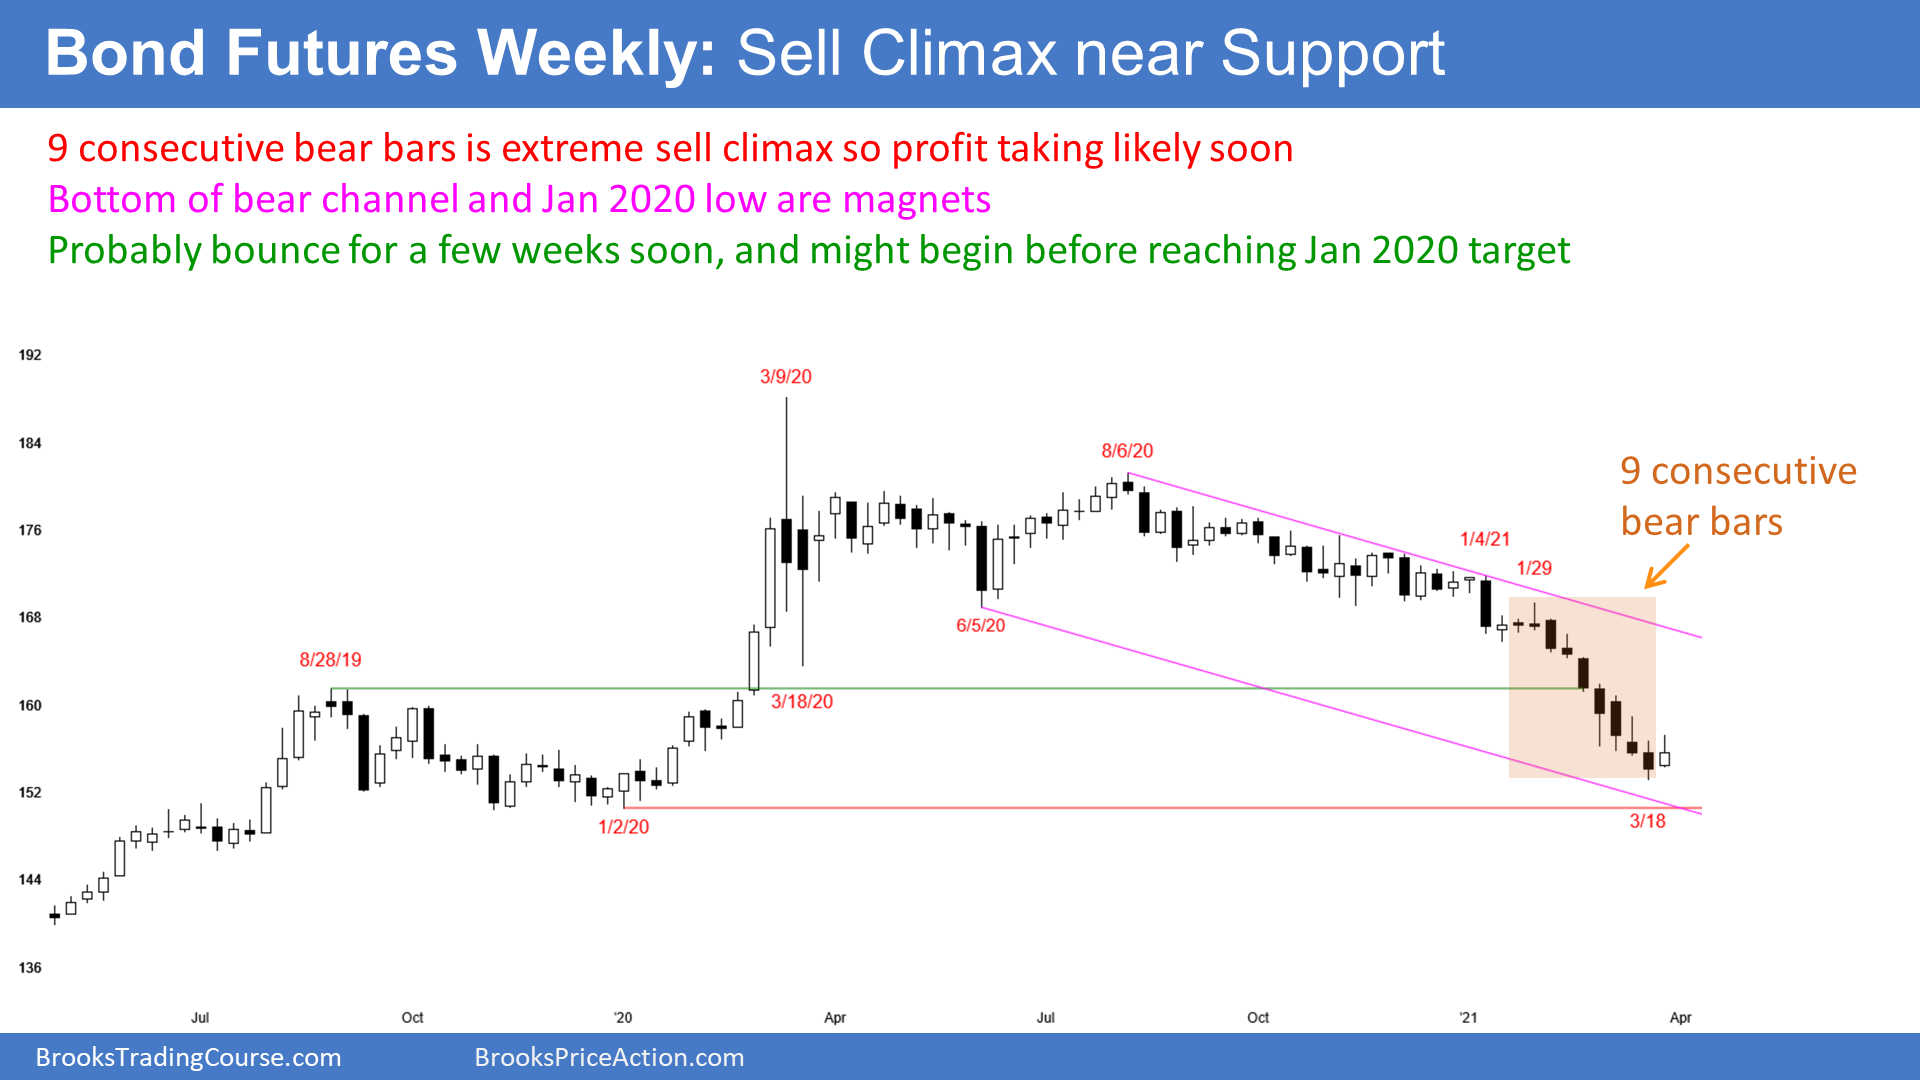 Bond Futures Weekly: Sell Climax near Support
9 consecutive bear bars is extreme sell climax so profit taking likely soon
Bottom of bear channel and Jan 2020 low are magnets
Probably bounce for a few weeks soon, and might begin before reaching Jan 2020 target
192
3/9/20
184
8/6/20
9 consecutive
bear bars
176
1/4/21
1/29
168
6/5/20
8/28/19
160
3/18/20
152
1/2/20
3/18
144
136
Jul
Oct
'20
Apr
Jul
Oct
'21
Apr
BrooksTradingCourse.com
BrooksPriceAction.com